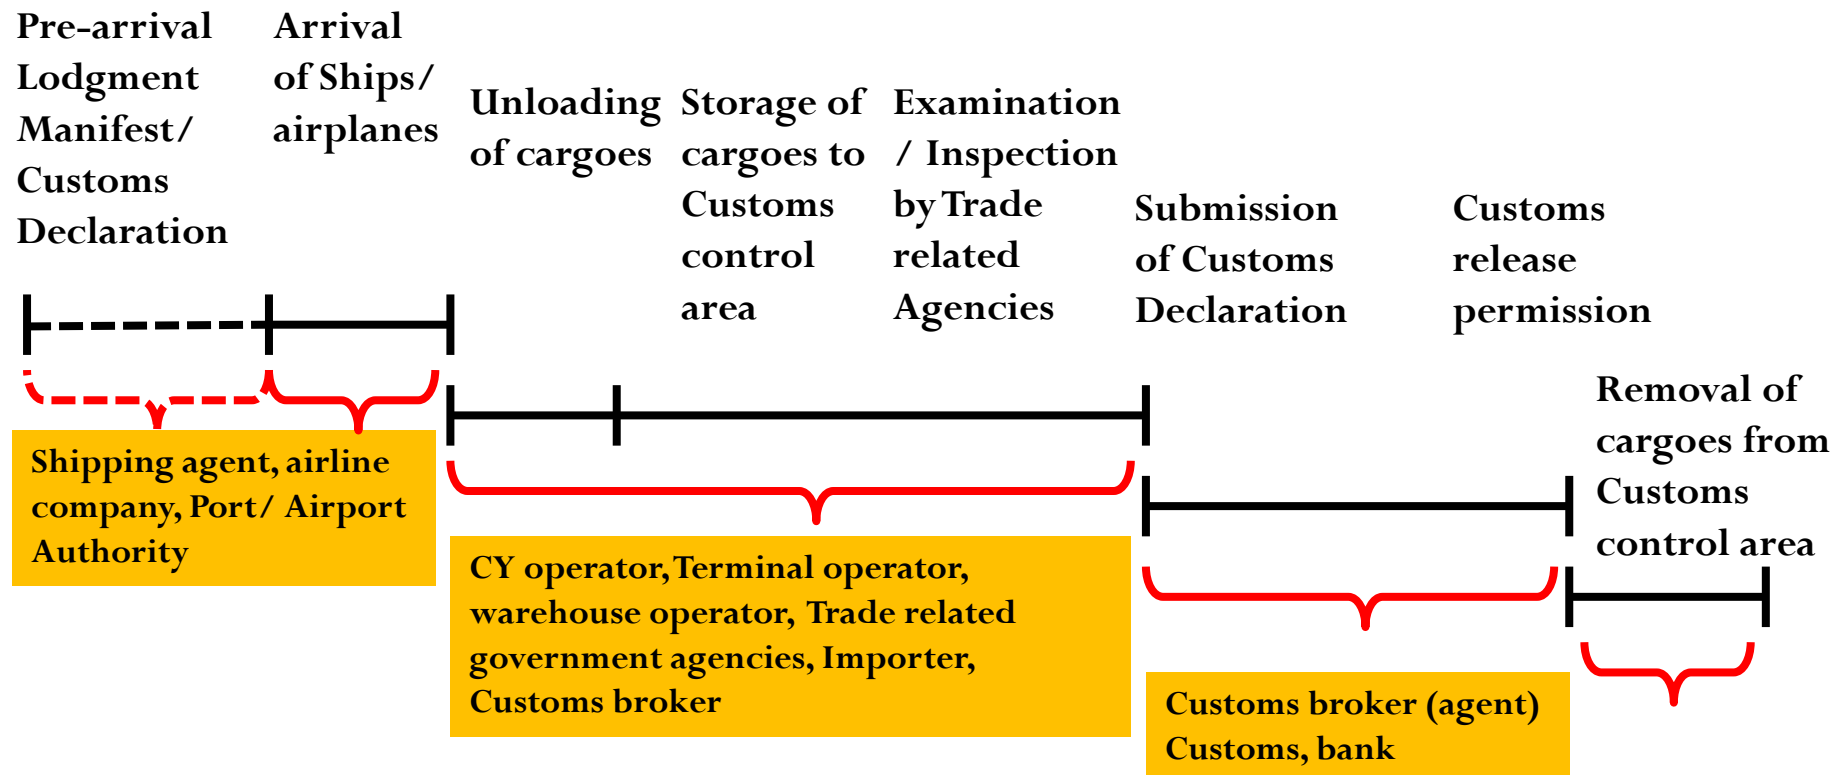 Pre-arrival
Lodgment
Manifest/
Customs
Declaration
Arrival
of Ships/
airplanes
Unloading
of cargoes
Storage of
cargoes to
Customs
control
area
Examination
/ Inspection
by Trade
related
Agencies
Submission
of Customs
Declaration
Customs
release
permission
Removal of
cargoes from
Customs
control area
Shipping agent, airline
company, Port/ Airport
Authority
CY operator, Terminal operator,
warehouse operator, Trade related
government agencies, Importer,
Customs broker
Customs broker (agent)
Customs, bank